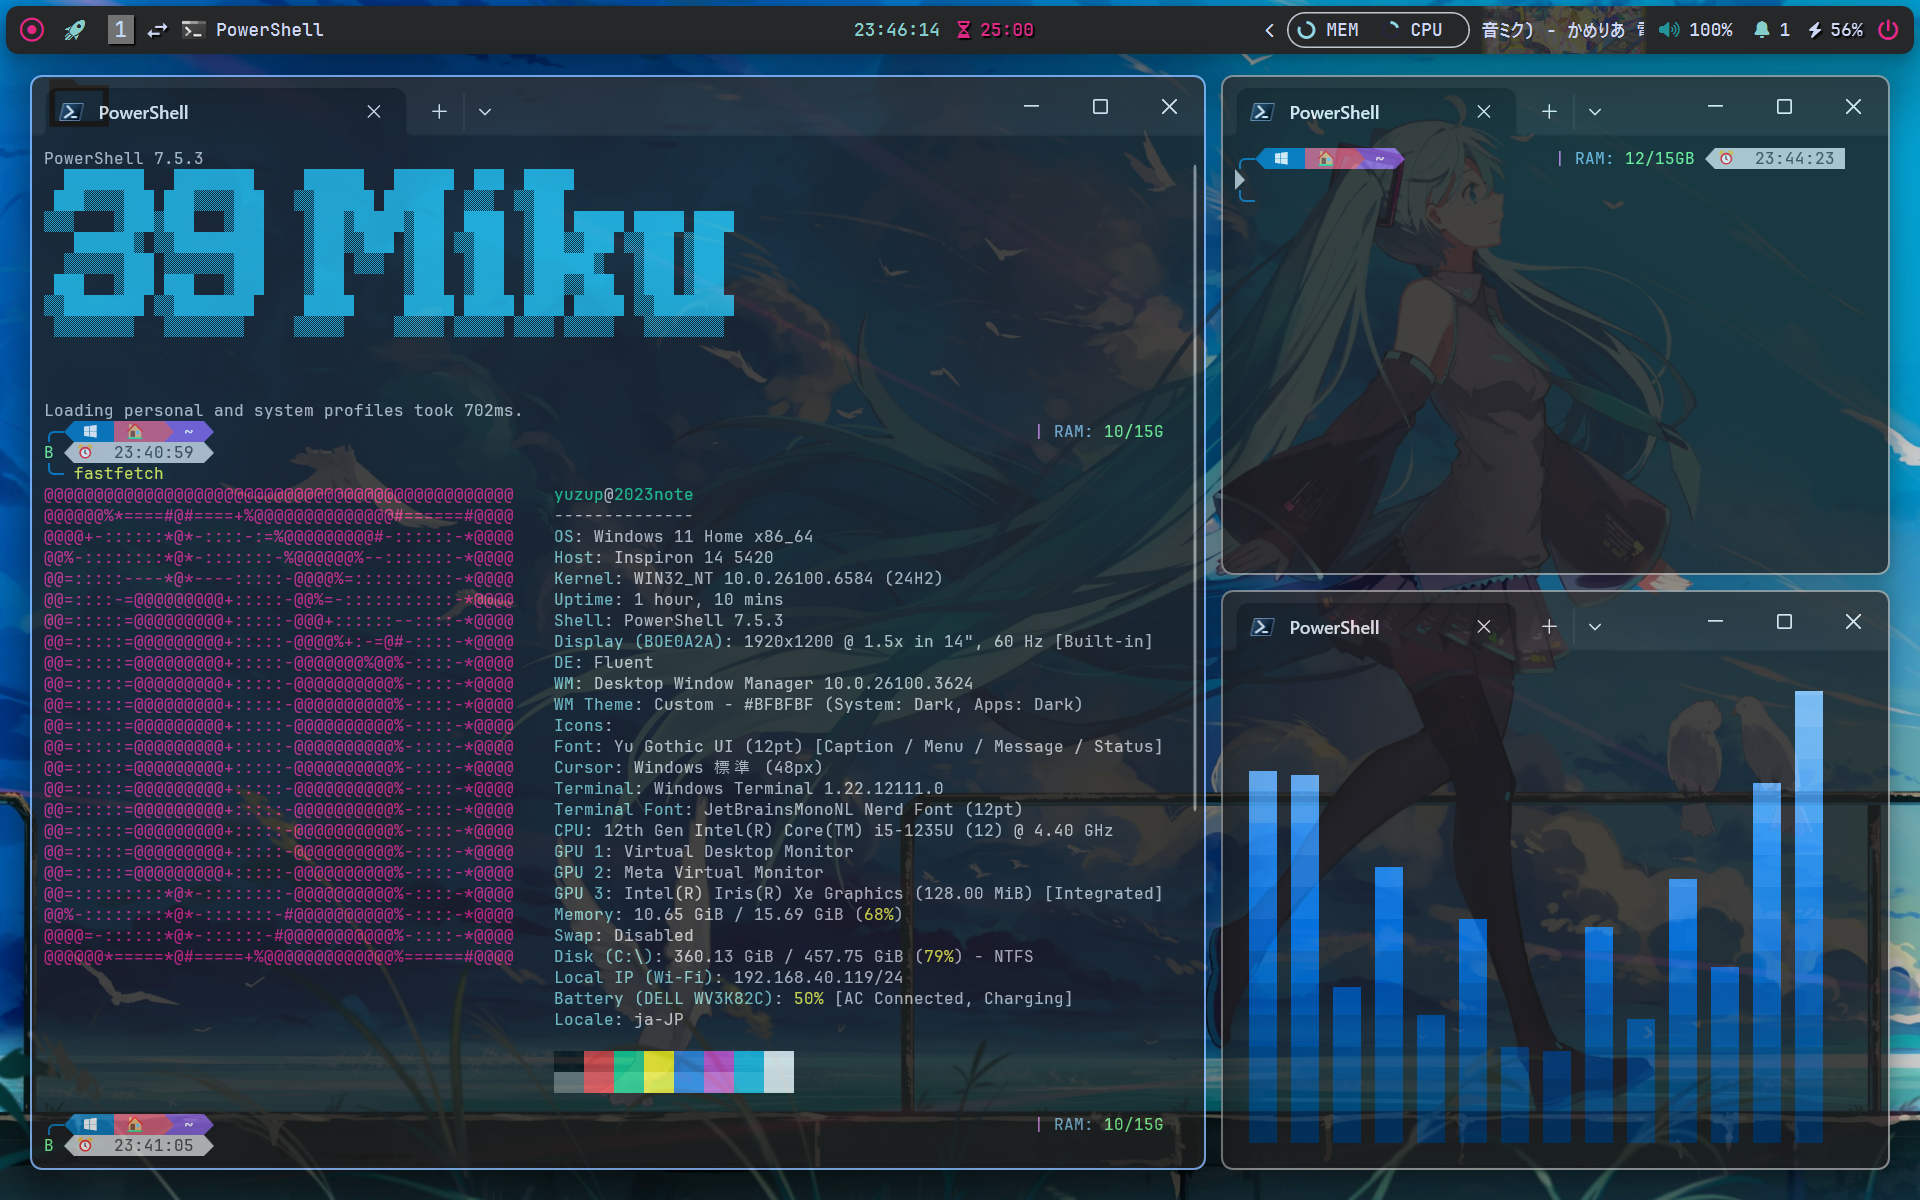 1 PowerShell
23:46:14 25:00
MEM CPU
音ミク) - かめりあ
100% 1 56%
PowerShell
PowerShell 7.5.3
39 Miku
Loading personal and system profiles took 702ms.
~ | RAM: 10/15G
B 23:40:59
fastfetch
@@@@@@@@@@@@@@@@@@@@@@@@@@@@@@@@@@@@@@@@@@@@@@@
yuzup@2023note
--------------
OS: Windows 11 Home x86_64
Host: Inspiron 14 5420
Kernel: WIN32_NT 10.0.26100.6584 (24H2)
Uptime: 1 hour, 10 mins
Shell: PowerShell 7.5.3
Display (BOE0A2A): 1920x1200 @ 1.5x in 14", 60 Hz [Built-in]
DE: Fluent
WM: Desktop Window Manager 10.0.26100.3624
WM Theme: Custom - #BFBFBF (System: Dark, Apps: Dark)
Icons:
Font: Yu Gothic UI (12pt) [Caption / Menu / Message / Status]
Cursor: Windows 標準 (48px)
Terminal: Windows Terminal 1.22.12111.0
Terminal Font: JetBrainsMonoNL Nerd Font (12pt)
CPU: 12th Gen Intel(R) Core(TM) i5-1235U (12) @ 4.40 GHz
GPU 1: Virtual Desktop Monitor
GPU 2: Meta Virtual Monitor
GPU 3: Intel(R) Iris(R) Xe Graphics (128.00 MiB) [Integrated]
Memory: 10.65 GiB / 15.69 GiB (68%)
Swap: Disabled
Disk (C:\): 360.13 GiB / 457.75 GiB (79%) - NTFS
Local IP (Wi-Fi): 192.168.40.119/24
Battery (DELL WV3K82C): 50% [AC Connected, Charging]
Locale: ja-JP
~ | RAM: 10/15G
B 23:41:05
PowerShell
~ | RAM: 12/15GB 23:44:23
PowerShell